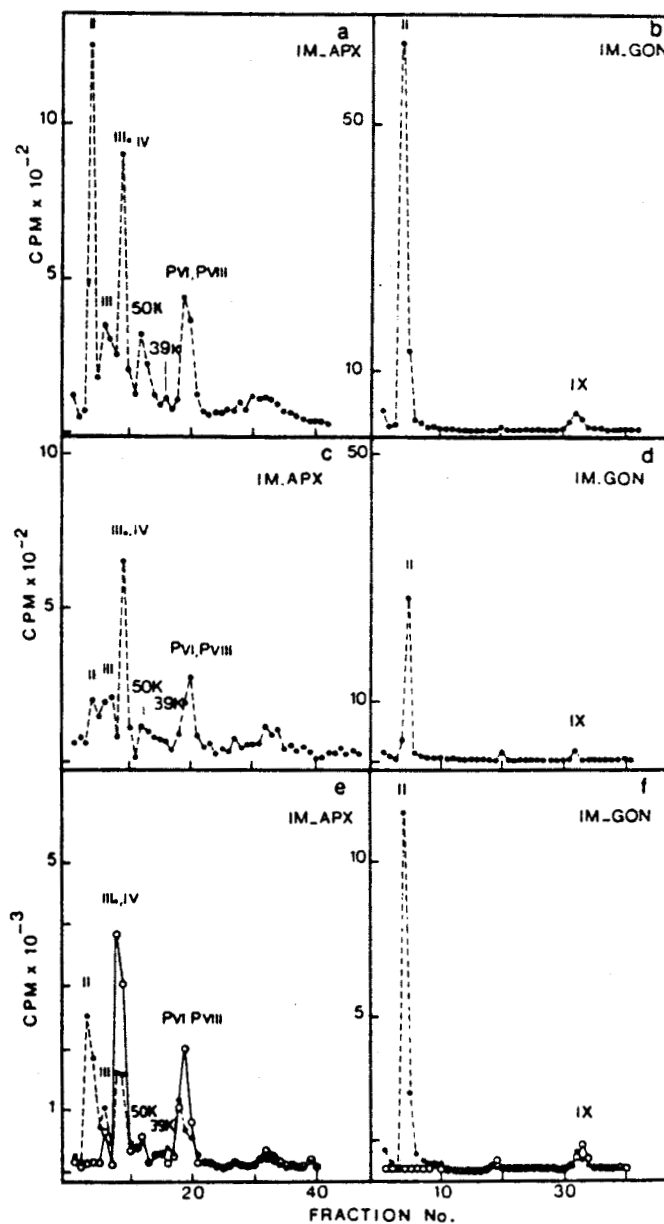 a
IM_APX
II
10
III. IV
CPM x 10-2
5
III
50K
39K
PVI, PVIII
b
IM_GON
II
50
10
IX
c
IM.APX
10
III., IV
CPM x 10-2
5
II
III
50K
39K
PVI, PVIII
d
IM.GON
50
II
10
IX
e
IM_APX
5
III., IV
CPM x 10-3
II
PVI PVIII
III
1
50K
39K
20
40
f
IM_GON
II
10
5
IX
10
30
FRACTION No.